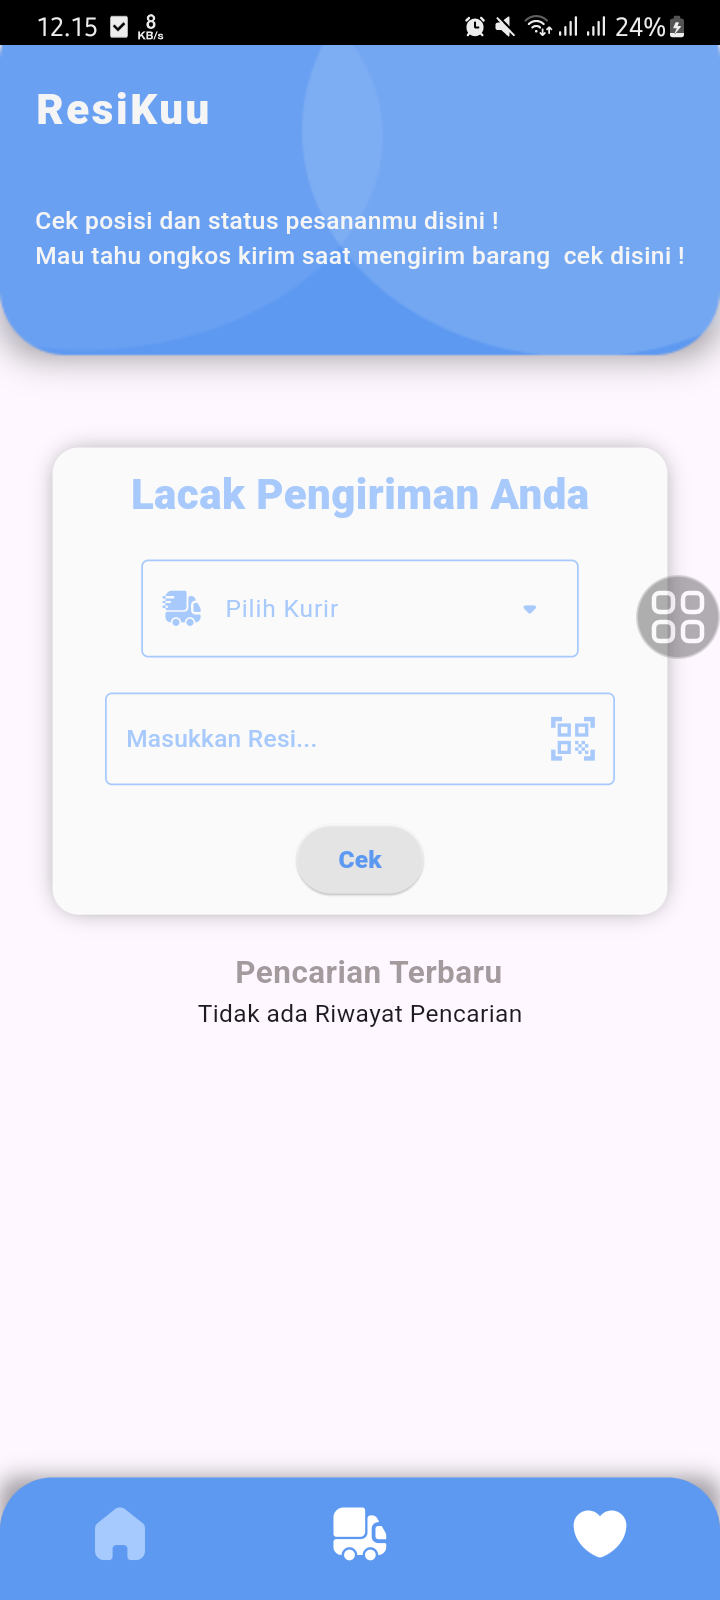 12.15
8
KB/s
24%
ResiKuu
Cek posisi dan status pesananmu disini !
Mau tahu ongkos kirim saat mengirim barang  cek disini !
Lacak Pengiriman Anda
Pilih Kurir
Masukkan Resi...
Cek
Pencarian Terbaru
Tidak ada Riwayat Pencarian